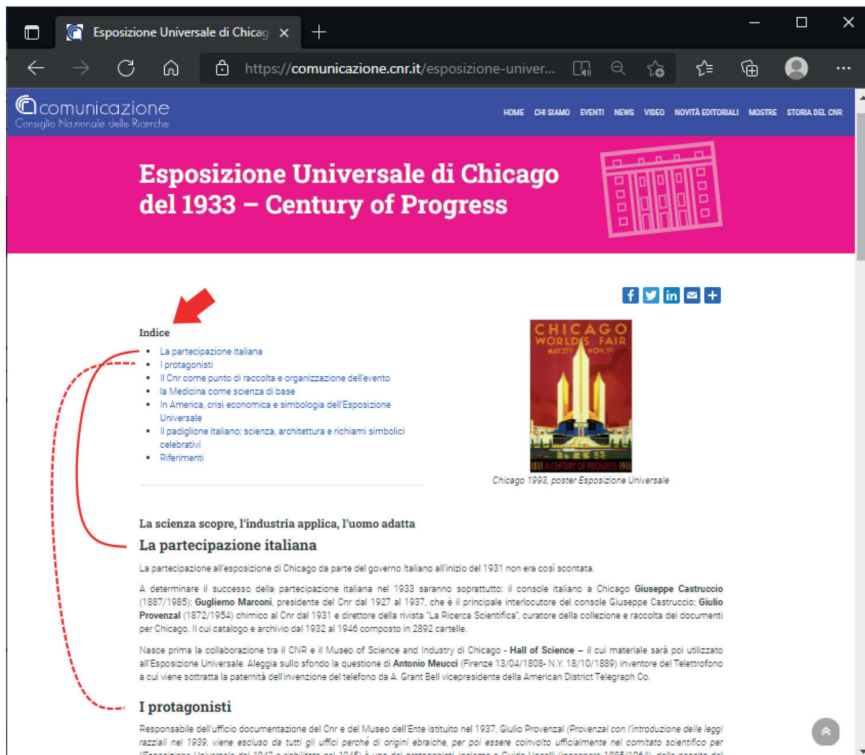 Esposizione Universale di Chicag
https://comunicazione.cnr.it/esposizione-univer...
comunicazione
Consiglio Nazionale delle Ricerche
HOME CHI SIAMO EVENTI NEWS VIDEO NOVITÀ EDITORIALI MOSTRE STORIA DEL CNR
Esposizione Universale di Chicago
del 1933 – Century of Progress
Indice
La partecipazione italiana
I protagonisti
Il Cnr come punto di raccolta e organizzazione dell'evento
la Medicina come scienza di base
In America, crisi economica e simbologia dell'Esposizione
Universale
Il padiglione italiano; scienza, architettura e richiami simbolici
celebrativi
Riferimenti
CHICAGO
WORLD'S FAIR
MAY 27TH NOV. 1ST
A CENTURY OF PROGRESS
Chicago 1993, poster Esposizione Universale
La scienza scopre, l'industria applica, l'uomo adatta
La partecipazione italiana
La partecipazione all'esposizione di Chicago da parte del governo Italiano all'inizio del 1931 non era così scontata.
A determinare il successo della partecipazione italiana nel 1933 saranno soprattutto: il console italiano a Chicago Giuseppe Castruccio
(1887/1985); Gugliemo Marconi, presidente del Cnr dal 1927 al 1937, che è il principale interlocutore del console Giuseppe Castruccio; Giulio
Provenzal (1872/1954) chimico al Cnr dal 1931 e direttore della rivista "La Ricerca Scientifica", curatore della collezione e raccolta dei documenti
per Chicago. Il cui catalogo e archivio dal 1932 al 1946 composto in 2892 cartelle.
Nasce prima la collaborazione tra il CNR e il Museo of Science and Industry di Chicago - Hall of Science – il cui materiale sarà poi utilizzato
all'Esposizione Universale. Aleggia sullo sfondo la questione di Antonio Meucci (Firenze 13/04/1808- N.Y. 18/10/1889) inventore del Telettrofono
a cui viene sottratta la paternità dell'invenzione del telefono da A. Grant Bell vicepresidente della American District Telegraph Co.
I protagonisti
Responsabile dell'ufficio documentazione del Cnr e del Museo dell'Ente istituito nel 1937, Giulio Provenzal (Provenzal con l'introduzione delle leggi
razziali nel 1939, viene escluso da tutti gli uffici perché di origini ebraiche, per poi essere coinvolto ufficialmente nel comitato scientifico per